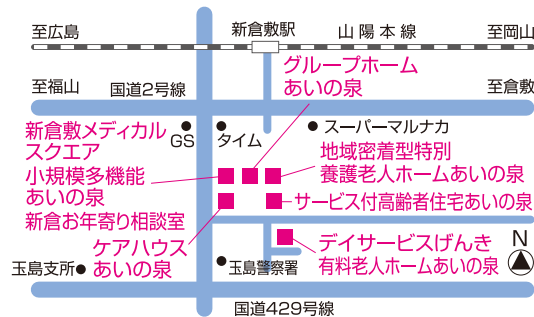 至広島
新倉敷駅
山陽本線
至岡山
グループホーム
あいの泉
至福山
国道2号線
至倉敷
GS
タイム
スーパーマルナカ
新倉敷メディカル
スクエア
小規模多機能
あいの泉
新倉お年寄り相談室
地域密着型特別
養護老人ホームあいの泉
サービス付高齢者住宅あいの泉
ケアハウス
あいの泉
デイサービスげんき
有料老人ホームあいの泉
N
玉島支所
玉島警察署
国道429号線